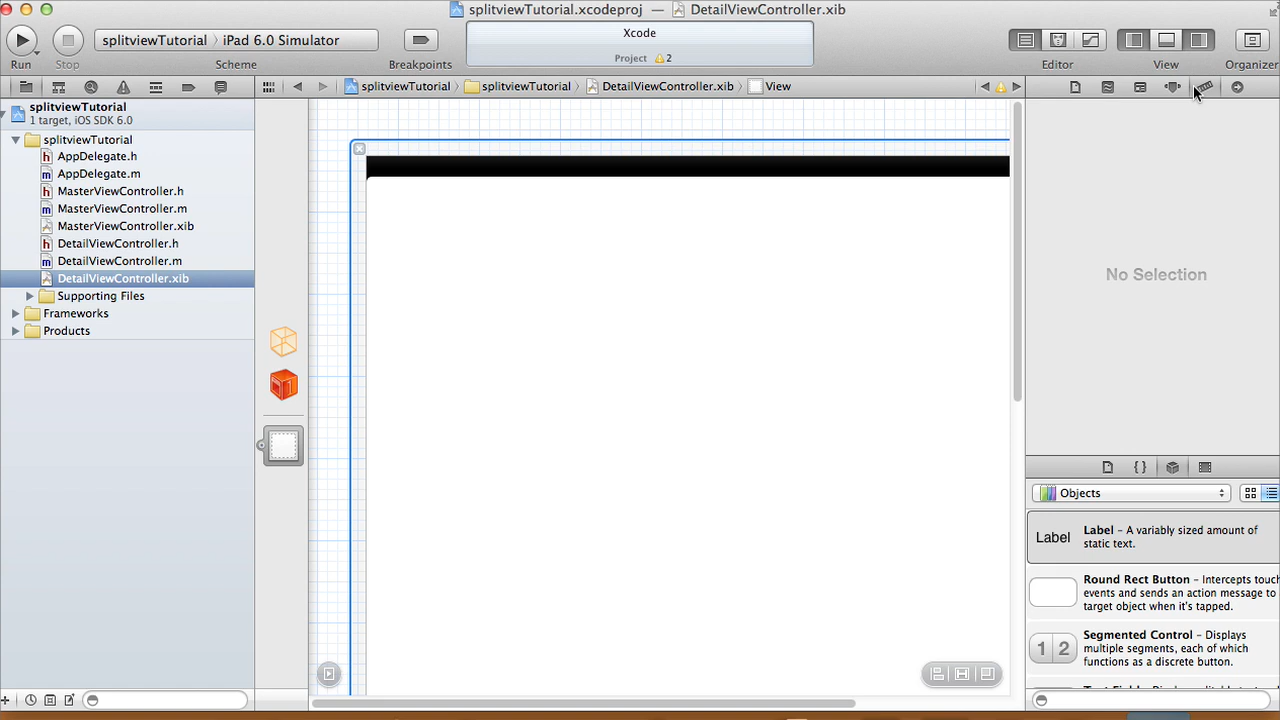 splitviewTutorial.xcodeproj — DetailViewController.xib
splitviewTutorial 〉 iPad 6.0 Simulator
Run
Stop
Scheme
Breakpoints
Xcode
Project 2
Editor
View
Organizer
splitviewTutorial 〉 splitviewTutorial 〉 DetailViewController.xib 〉 View
splitviewTutorial
1 target, iOS SDK 6.0
splitviewTutorial
h AppDelegate.h
m AppDelegate.m
h MasterViewController.h
m MasterViewController.m
MasterViewController.xib
h DetailViewController.h
m DetailViewController.m
DetailViewController.xib
Supporting Files
Frameworks
Products
No Selection
{ }
Objects
Label
Label – A variably sized amount of
static text.
Round Rect Button – Intercepts touch
events and sends an action message to
target object when it's tapped.
1 2
Segmented Control – Displays
multiple segments, each of which
functions as a discrete button.